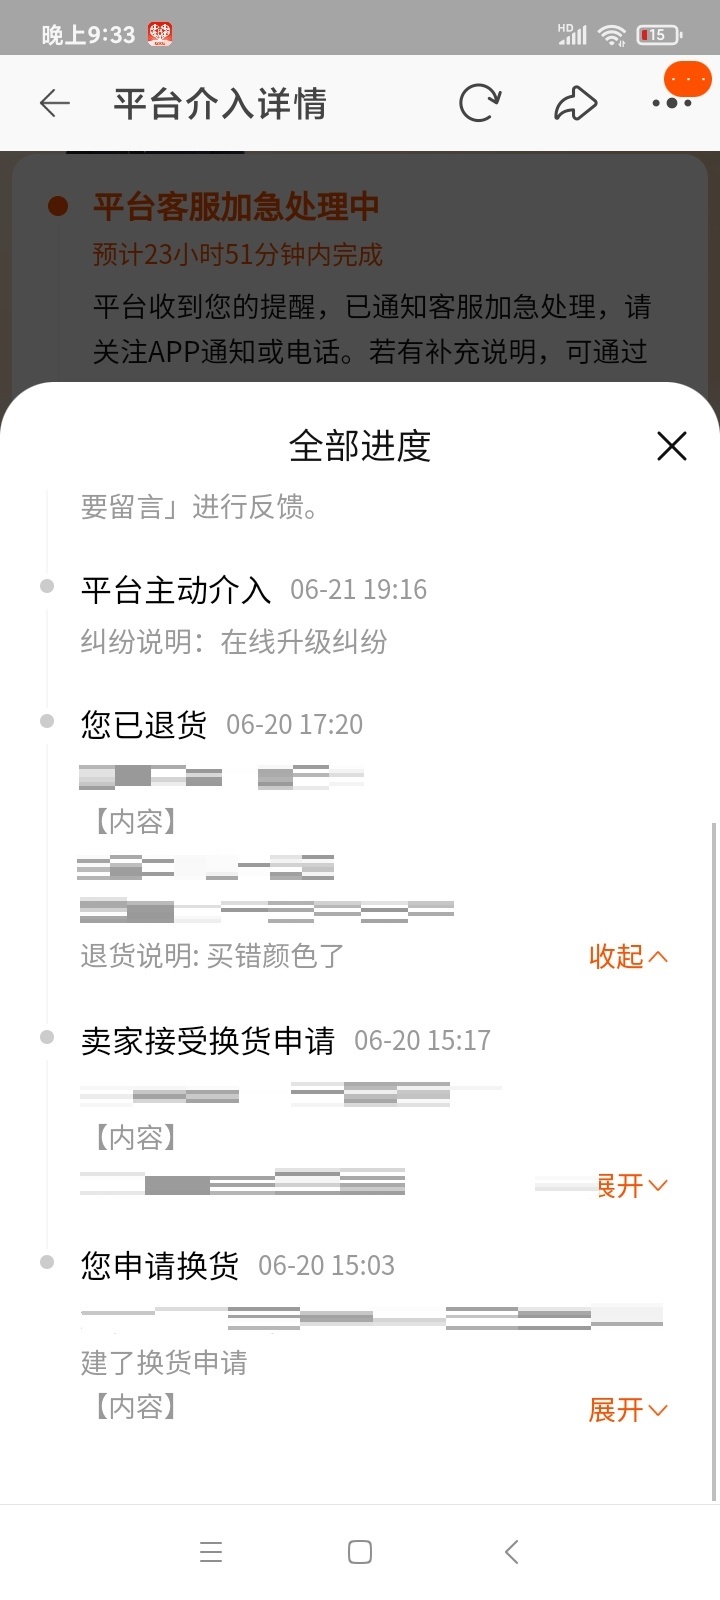 晚上9:33
HD
15
平台介入详情
平台客服加急处理中
预计23小时51分钟内完成
平台收到您的提醒，已通知客服加急处理，请
关注APP通知或电话。若有补充说明，可通过
全部进度
要留言」进行反馈。
平台主动介入 06-21 19:16
纠纷说明：在线升级纠纷
您已退货 06-20 17:20
【内容】
退货说明: 买错颜色了 收起
卖家接受换货申请 06-20 15:17
【内容】
展开
您申请换货 06-20 15:03
建了换货申请
【内容】 展开